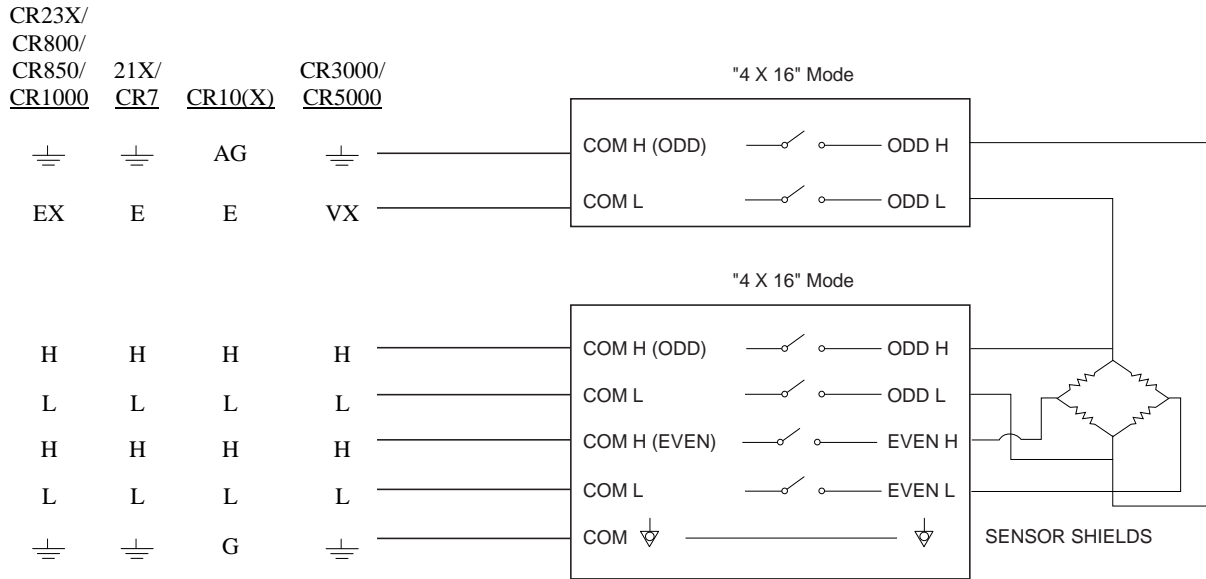 CR23X/
CR800/
CR850/ 21X/ CR3000/
CR1000 CR7 CR10(X) CR5000
"4 X 16" Mode
AG COM H (ODD) ODD H
EX E E VX COM L ODD L
"4 X 16" Mode
H H H H COM H (ODD) ODD H
L L L L COM L ODD L
H H H H COM H (EVEN) EVEN H
L L L L COM L EVEN L
G COM SENSOR SHIELDS